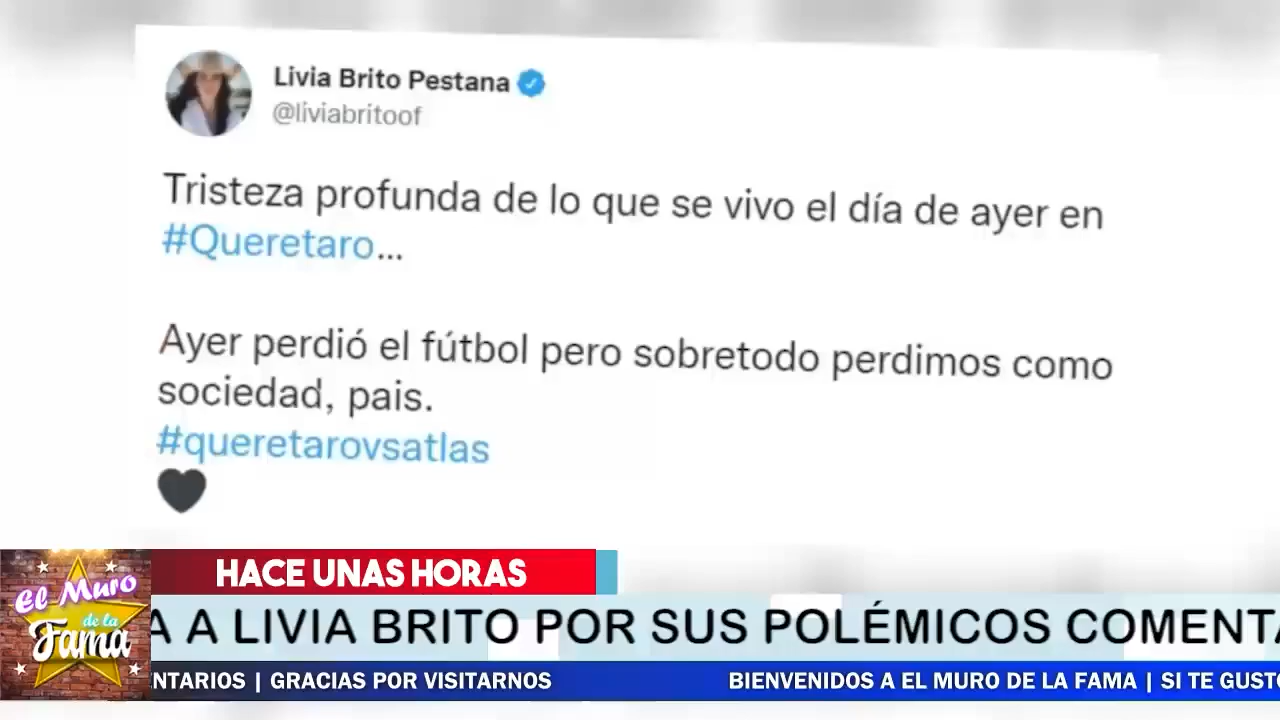 Livia Brito Pestana
@liviabritoof
Tristeza profunda de lo que se vivo el día de ayer en
#Queretaro...
Ayer perdió el fútbol pero sobretodo perdimos como
sociedad, pais.
#queretarovsatlas
🖤
HACE UNAS HORAS
A A LIVIA BRITO POR SUS POLÉMICOS COMENTA
NTARIOS | GRACIAS POR VISITARNOS BIENVENIDOS A EL MURO DE LA FAMA | SI TE GUSTO
El Muro
de la
Fama